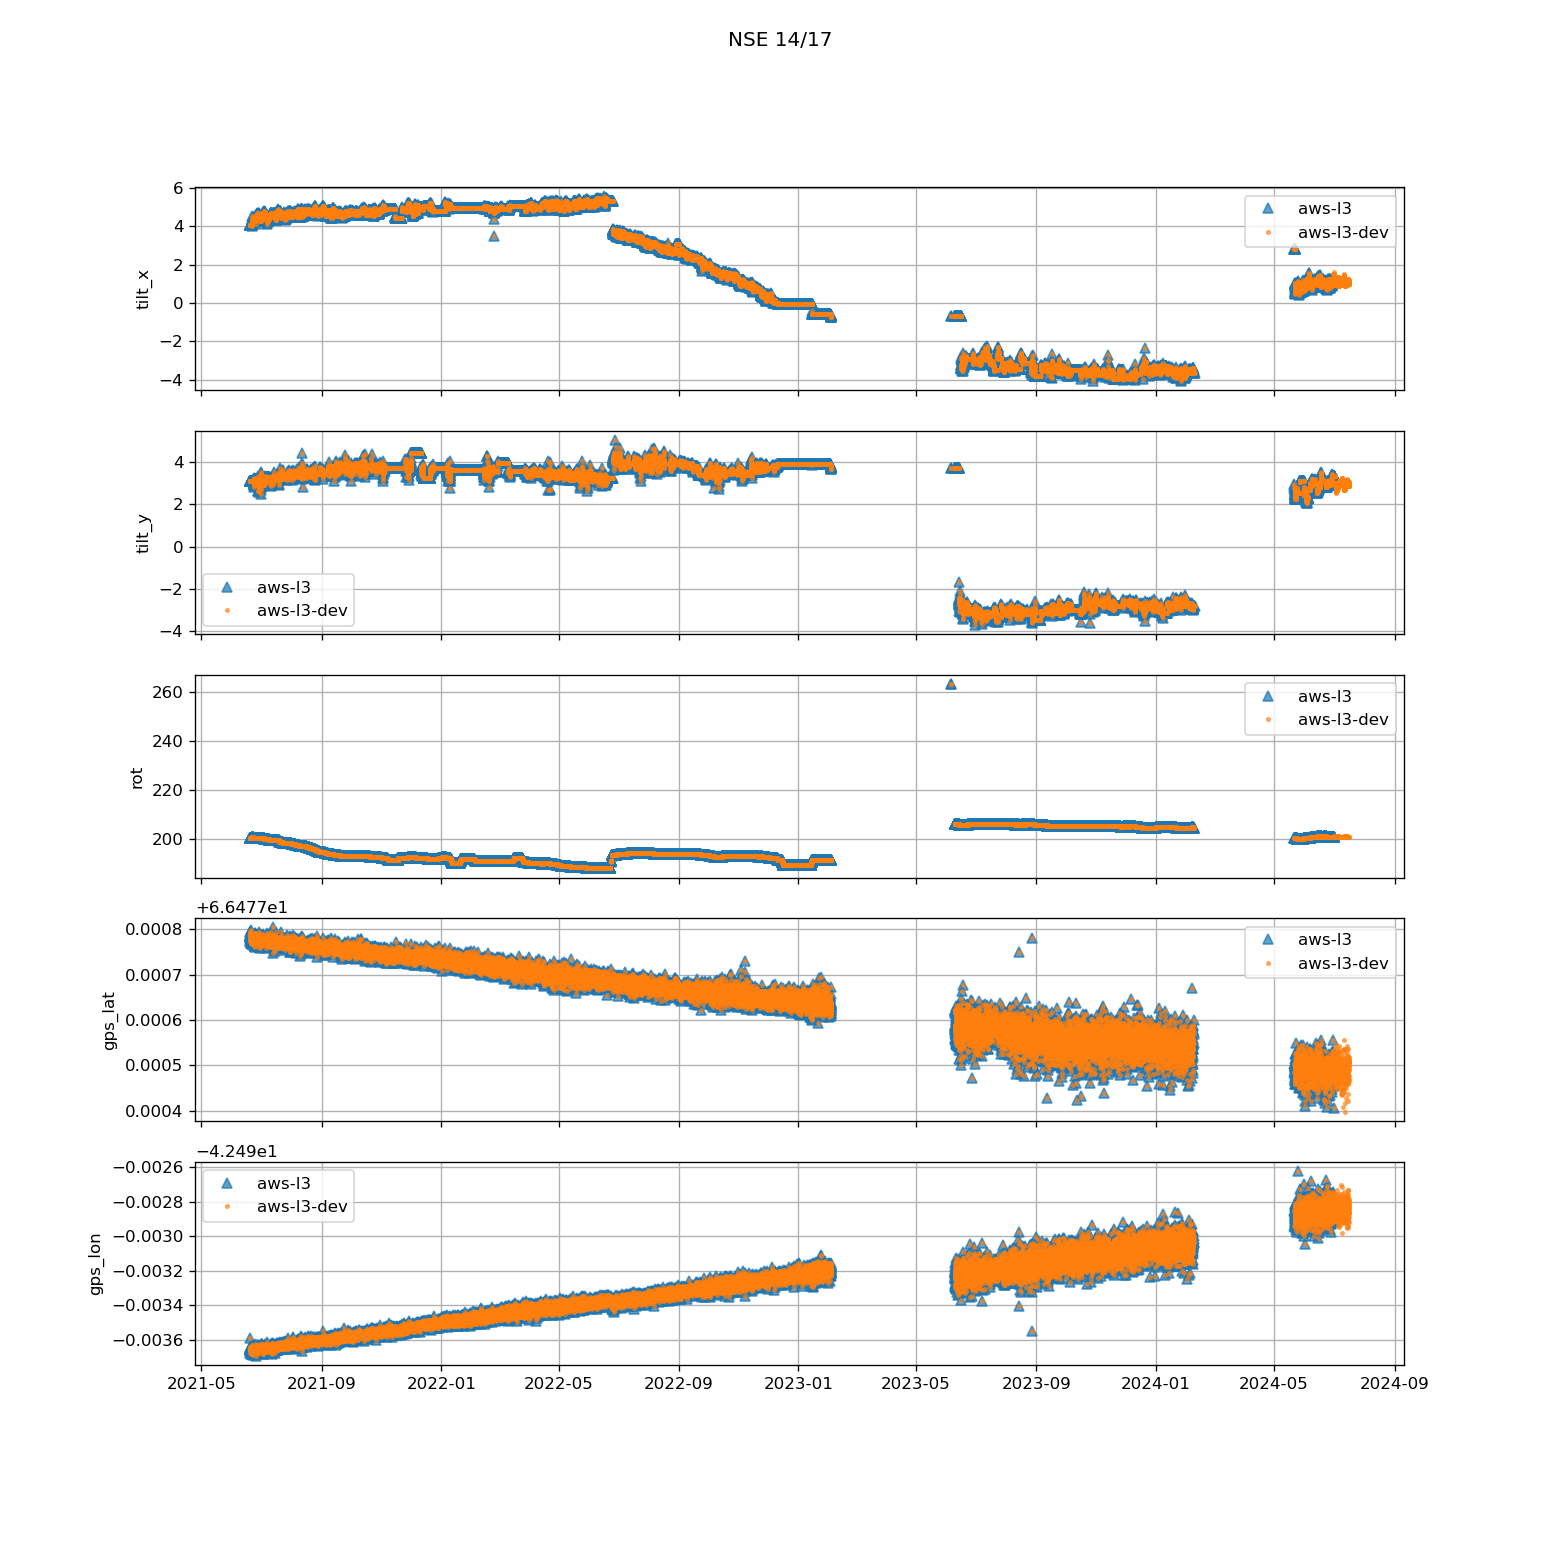 NSE 14/17
6
4
2
0
−2
−4
tilt_x
aws-l3
aws-l3-dev
4
2
0
−2
−4
tilt_y
aws-l3
aws-l3-dev
260
240
220
200
rot
aws-l3
aws-l3-dev
+6.6477e1
0.0008
0.0007
0.0006
0.0005
0.0004
gps_lat
aws-l3
aws-l3-dev
−4.249e1
−0.0026
−0.0028
−0.0030
−0.0032
−0.0034
−0.0036
gps_lon
aws-l3
aws-l3-dev
2021-05 2021-09 2022-01 2022-05 2022-09 2023-01 2023-05 2023-09 2024-01 2024-05 2024-09